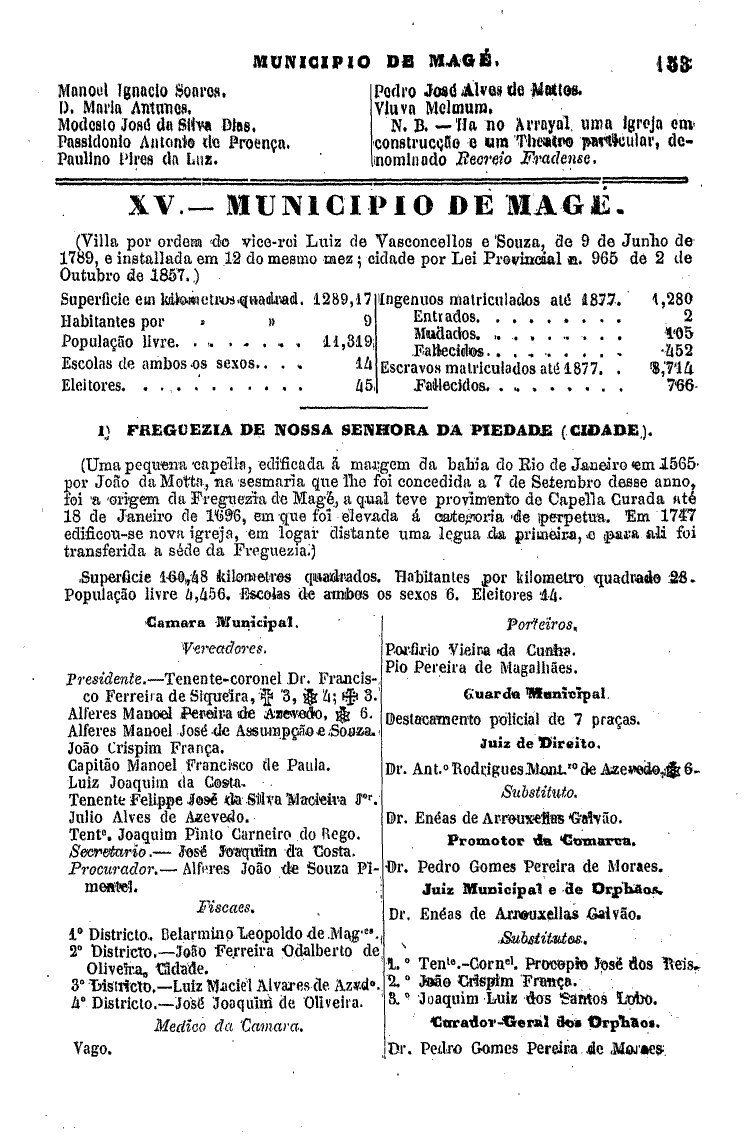 MUNICIPIO DE MAGÉ. 153
Manoel Ignacio Soares.
D. Maria Antunes.
Modesto José da Silva Dias.
Passidonio Antonio de Proença.
Paulino Pires da Luz.
Pedro José Alves de Mattos.
Viuva Melmum.
N. B. — Ha no Arrayal uma igreja em
construcção e um Theatro particular, de-
nominado Recreio Fradense.
XV. — MUNICIPIO DE MAGÉ.
(Villa por ordem do vice-rei Luiz de Vasconcellos e Souza, de 9 de Junho de
1789, e installada em 12 do mesmo mez; cidade por Lei Provincial n. 965 de 2 de
Outubro de 1857.)
Superficie em kilometros quadrad. 1289,17
Habitantes por » » 9
População livre. . . . . . . 11,319
Escolas de ambos os sexos. . . . 14
Eleitores. . . . . . . . . . . 45
Ingenuos matriculados até 1877. 1,280
Entrados. . . . . . . . . 2
Mudados. . . . . . . . . 105
Fallecidos. . . . . . . . . 452
Escravos matriculados até 1877. . 8,714
Fallecidos. . . . . . . . . 766
1) FREGUEZIA DE NOSSA SENHORA DA PIEDADE (CIDADE).
(Uma pequena capella, edificada á margem da bahia do Rio de Janeiro em 1565
por João da Motta, na sesmaria que lhe foi concedida a 7 de Setembro desse anno,
foi a origem da Freguezia de Magé, a qual teve provimento de Capella Curada até
18 de Janeiro de 1696, em que foi elevada á categoria de perpetua. Em 1747
edificou-se nova igreja, em logar distante uma legua da primeira, e para ali foi
transferida a séde da Freguezia.)
Superficie 160,48 kilometros quadrados. Habitantes por kilometro quadrado 28.
População livre 4,456. Escolas de ambos os sexos 6. Eleitores 14.
Camara Municipal.
Vereadores.
Presidente.—Tenente-coronel Dr. Francis-
co Ferreira de Siqueira, 3, 4; 3.
Alferes Manoel Pereira de Azevedo, 6.
Alferes Manoel José de Assumpção e Souza.
João Crispim França.
Capitão Manoel Francisco de Paula.
Luiz Joaquim da Costa.
Tenente Felippe José da Silva Macieira Jor.
Julio Alves de Azevedo.
Tente. Joaquim Pinto Carneiro do Rego.
Secretario.— José Joaquim da Costa.
Procurador.— Alferes João de Souza Pi-
mentel.
Fiscaes.
1º Districto. Belarmino Leopoldo de Mages.
2º Districto.—João Ferreira Odalberto de
Oliveira, Cidade.
3º Districto.—Luiz Maciel Alvares de Azvdº.
4º Districto.—José Joaquim de Oliveira.
Medico da Camara.
Vago.
Porteiros.
Porfirio Vieira da Cunha.
Pio Pereira de Magalhães.
Guarda Municipal.
Destacamento policial de 7 praças.
Juiz de Direito.
Dr. Ant.º Rodrigues Mont.ro de Azevedo, 6.
Substituto.
Dr. Enéas de Arrouxellas Galvão.
Promotor da Comarca.
Dr. Pedro Gomes Pereira de Moraes.
Juiz Municipal e de Orphãos.
Dr. Enéas de Arrouxellas Galvão.
Substitutos.
1.º Tente.-Cornel. Procopio José dos Reis.
2.º João Crispim França.
3.º Joaquim Luiz dos Santos Lobo.
Curador-Geral dos Orphãos.
Dr. Pedro Gomes Pereira de Moraes